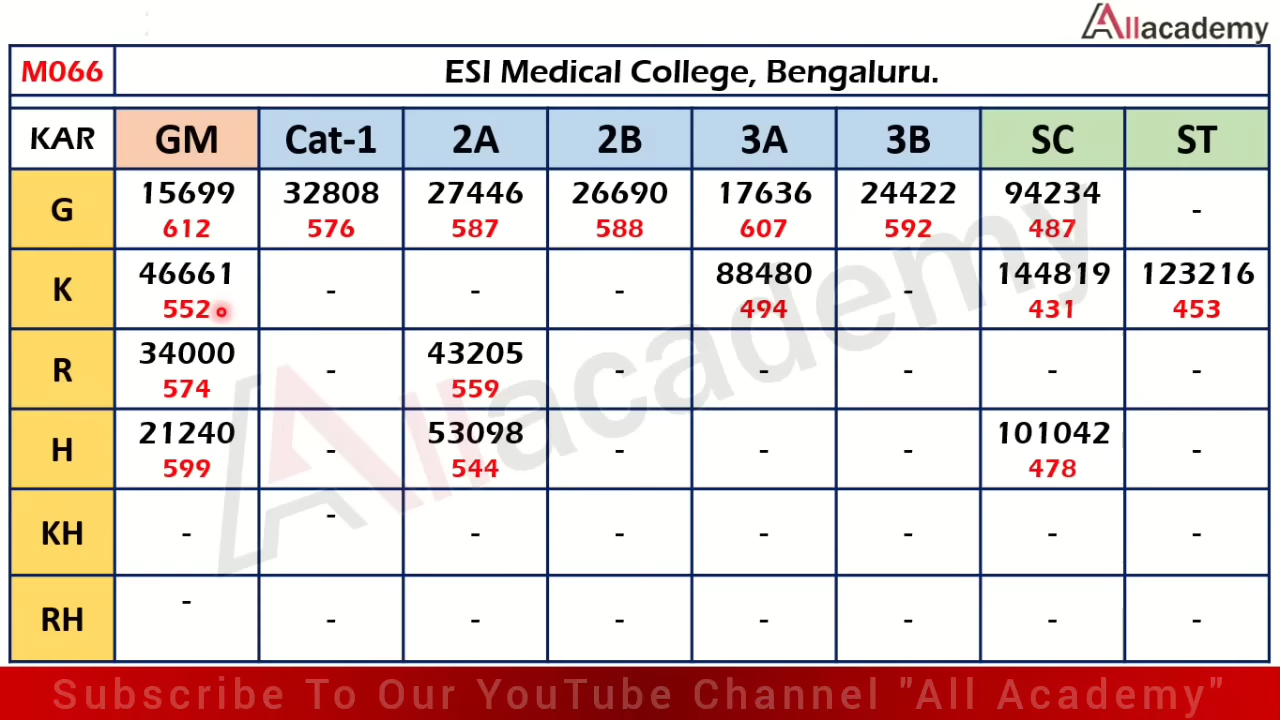 Allacademy
M066 ESI Medical College, Bengaluru.
KAR GM Cat-1 2A 2B 3A 3B SC ST
G 15699 32808 27446 26690 17636 24422 94234 -
612 576 587 588 607 592 487
K 46661 - - - 88480 - 144819 123216
552 494 431 453
R 34000 - 43205 - - - - -
574 559
H 21240 - 53098 - - - 101042 -
599 544 478
KH - - - - - - - -
RH - - - - - - - -
Allacademy
Subscribe To Our YouTube Channel "All Academy"